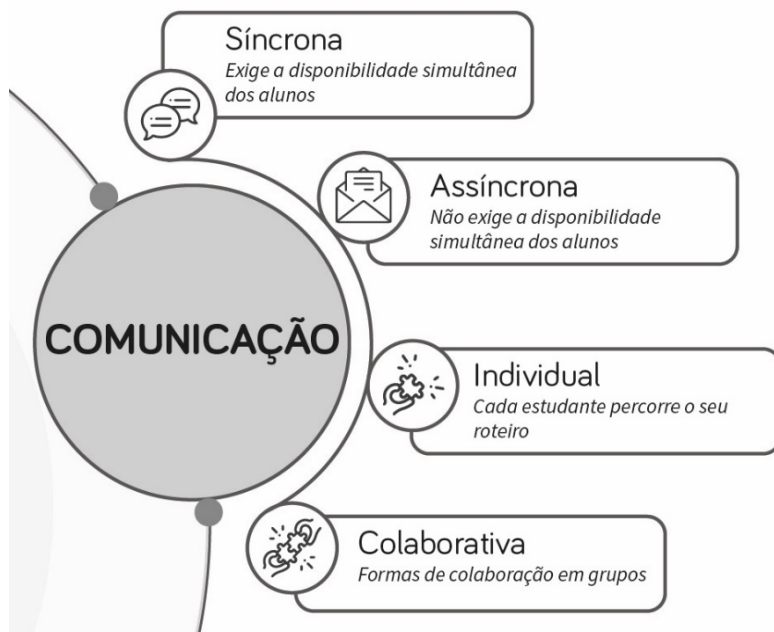 Síncrona
Exige a disponibilidade simultânea
dos alunos
Assíncrona
Não exige a disponibilidade
simultânea dos alunos
COMUNICAÇÃO
Individual
Cada estudante percorre o seu
roteiro
Colaborativa
Formas de colaboração em grupos